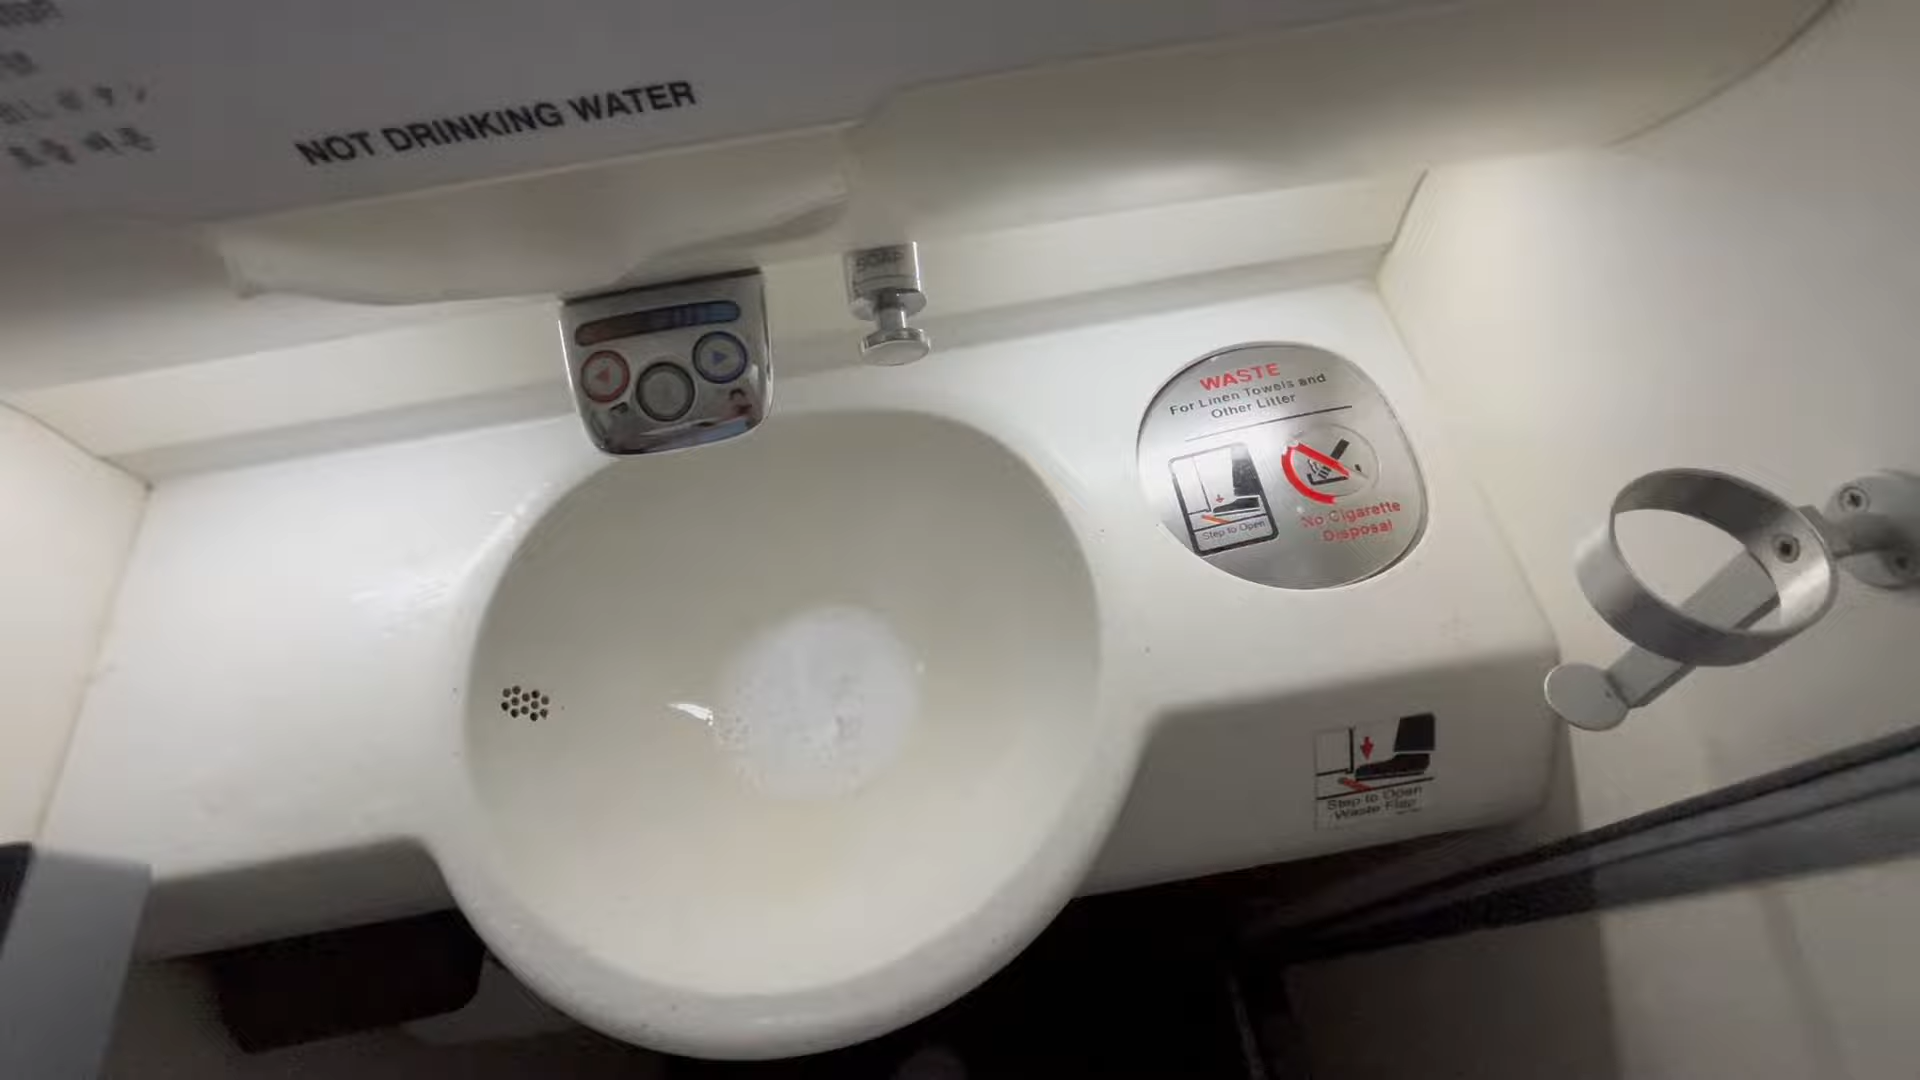 NOT DRINKING WATER
SOAP
WASTE
For Linen Towels and
Other Litter
Step to Open
No Cigarette
Disposal
Step to Open
Waste Flap